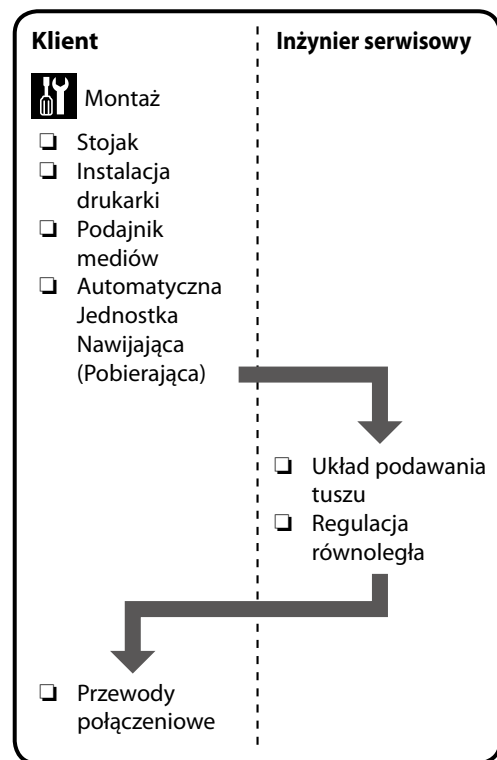 Klient
Inżynier serwisowy
Montaż
❏ Stojak
❏ Instalacja
drukarki
❏ Podajnik
mediów
❏ Automatyczna
Jednostka
Nawijająca
(Pobierająca)
❏ Układ podawania
tuszu
❏ Regulacja
równoległa
❏ Przewody
połączeniowe